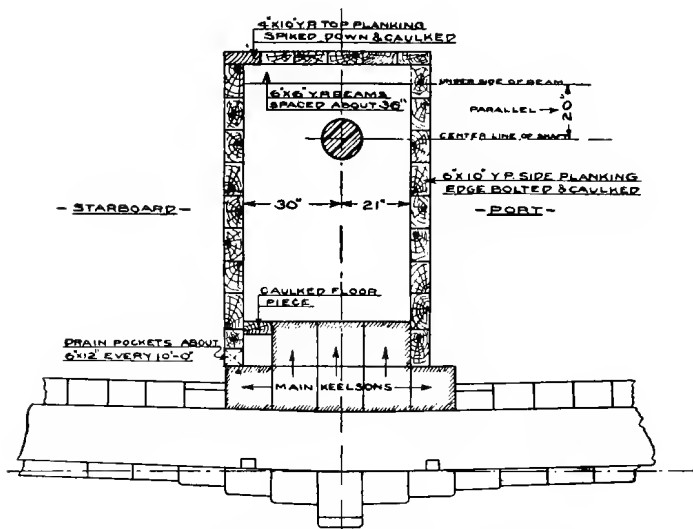 4"X10" Y.P. TOP PLANKING
SPIKED DOWN & CAULKED
UNDER SIDE OF BEAM
6"X6" Y.P. BEAMS
SPACED ABOUT 36"
PARALLEL
2'0"
CENTER LINE OF SHAFT
6"X10" Y.P. SIDE PLANKING
EDGE BOLTED & CAULKED
- STARBOARD -
30"
21"
- PORT -
CAULKED FLOOR
PIECE
DRAIN POCKETS ABOUT
6"X12" EVERY 10'-0"
MAIN KEELSONS